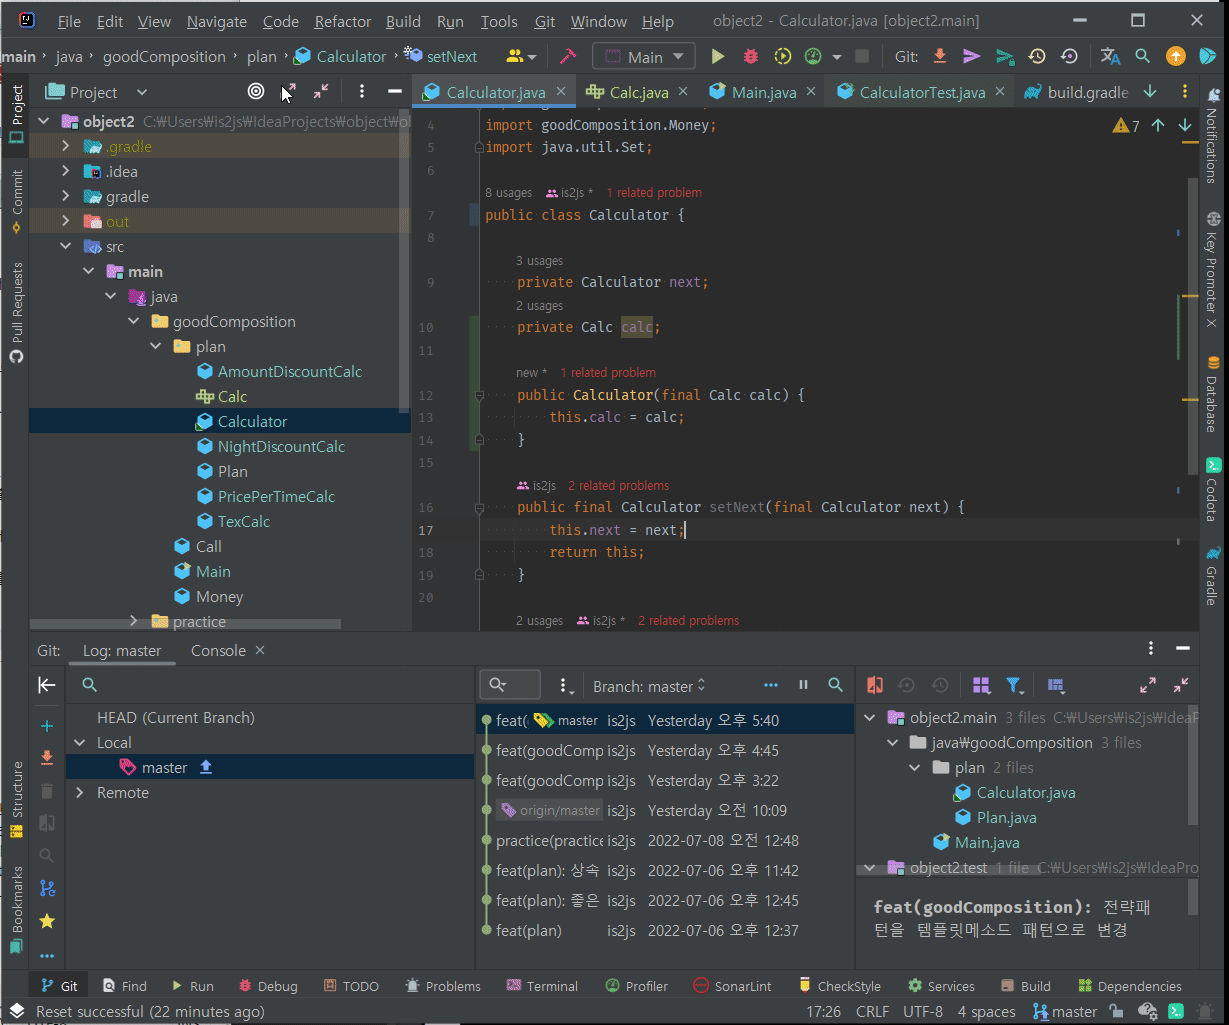 File Edit View Navigate Code Refactor Build Run Tools Git Window Help object2 - Calculator.java [object2.main]
main java goodComposition plan Calculator setNext Main Git:
Project Calculator.java Calc.java Main.java CalculatorTest.java build.gradle
object2 C:₩Users₩is2js₩IdeaProjects₩object₩ol
.gradle
.idea
gradle
out
src
main
java
goodComposition
plan
AmountDiscountCalc
Calc
Calculator
NightDiscountCalc
Plan
PricePerTimeCalc
TexCalc
Call
Main
Money
practice
Project
Commit
Pull Requests
Structure
Bookmarks
7
4 import goodComposition.Money;
5 import java.util.Set;
6
8 usages is2js * 1 related problem
7 public class Calculator {
8
3 usages
9 private Calculator next;
2 usages
10 private Calc calc;
11
new * 1 related problem
12 public Calculator(final Calc calc) {
13 this.calc = calc;
14 }
15
is2js 2 related problems
16 public final Calculator setNext(final Calculator next) {
17 this.next = next;
18 return this;
19 }
20
2 usages is2js * 2 related problems
Notifications
Key Promoter X
Database
Codota
Gradle
Git: Log: master Console
HEAD (Current Branch)
Local
master
Remote
Branch: master
feat( master is2js Yesterday 오후 5:40
feat(goodComp is2js Yesterday 오후 4:45
feat(goodComp is2js Yesterday 오후 3:22
origin/master is2js Yesterday 오전 10:09
practice(practice is2js 2022-07-08 오전 12:48
feat(plan): 상속 is2js 2022-07-06 오후 11:42
feat(plan): 좋은 is2js 2022-07-06 오후 12:45
feat(plan) is2js 2022-07-06 오후 12:37
object2.main 3 files C:₩Users₩is2js₩IdeaP
java₩goodComposition 3 files
plan 2 files
Calculator.java
Plan.java
Main.java
object2.test 1 file C:₩Users₩is2js₩IdeaPro
feat(goodComposition): 전략패
턴을 템플릿메소드 패턴으로 변경
Git Find Run Debug TODO Problems Terminal Profiler SonarLint CheckStyle Services Build Dependencies
Reset successful (22 minutes ago) 17:26 CRLF UTF-8 4 spaces master